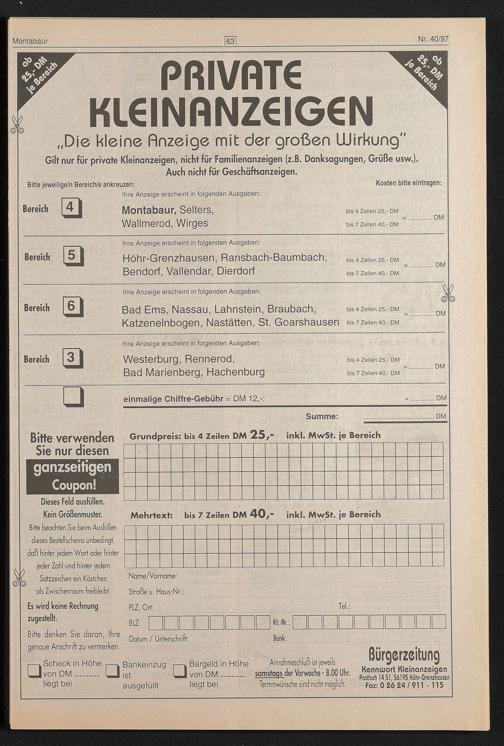 Montabaur
63
Nr. 40/97
ab
25,- DM
je Bereich
ab
25,- DM
je Bereich
PRIVATE
KLEINANZEIGEN
„Die kleine Anzeige mit der großen Wirkung"
Gilt nur für private Kleinanzeigen, nicht für Familienanzeigen (z.B. Danksagungen, Grüße usw.).
Auch nicht für Geschäftsanzeigen.
Bitte jeweilige/n Bereich/e ankreuzen:
Kosten bitte eintragen:
Ihre Anzeige erscheint in folgenden Ausgaben:
Bereich 4
Montabaur, Selters,
Wallmerod, Wirges
bis 4 Zeilen 25,- DM
bis 7 Zeilen 40,- DM
= .......... DM
Ihre Anzeige erscheint in folgenden Ausgaben:
Bereich 5
Höhr-Grenzhausen, Ransbach-Baumbach,
Bendorf, Vallendar, Dierdorf
bis 4 Zeilen 25,- DM
bis 7 Zeilen 40,- DM
= .......... DM
Ihre Anzeige erscheint in folgenden Ausgaben:
Bereich 6
Bad Ems, Nassau, Lahnstein, Braubach,
Katzenelnbogen, Nastätten, St. Goarshausen
bis 4 Zeilen 25,- DM
bis 7 Zeilen 40,- DM
= .......... DM
Ihre Anzeige erscheint in folgenden Ausgaben:
Bereich 3
Westerburg, Rennerod,
Bad Marienberg, Hachenburg
bis 4 Zeilen 25,- DM
bis 7 Zeilen 40,- DM
= .......... DM
einmalige Chiffre-Gebühr = DM 12,-:
= .......... DM
Summe: .......... DM
Bitte verwenden
Sie nur diesen
ganzseitigen
Coupon!
Dieses Feld ausfüllen.
Kein Größenmuster.
Bitte beachten Sie beim Ausfüllen
dieses Bestellscheins unbedingt,
daß hinter jedem Wort oder hinter
jeder Zahl und hinter jedem
Satzzeichen ein Kästchen
als Zwischenraum freibleibt.
Es wird keine Rechnung
zugestellt.
Bitte denken Sie daran, Ihre
genaue Anschrift zu vermerken.
Grundpreis: bis 4 Zeilen DM 25,- inkl. MwSt. je Bereich
Mehrtext: bis 7 Zeilen DM 40,- inkl. MwSt. je Bereich
Name/Vorname:
Straße u. Haus-Nr.:
PLZ, Ort: Tel.:
BLZ: Kt.-Nr.:
Datum / Unterschrift: Bank:
Scheck in Höhe
von DM ..........
liegt bei
Bankeinzug
ist
ausgefüllt
Bargeld in Höhe
von DM ..........
liegt bei
Annahmeschluß ist jeweils
samstags der Vorwoche - 8.00 Uhr.
Terminwünsche sind nicht möglich.
Bürgerzeitung
Kennwort Kleinanzeigen
Postfach 14 51, 56195 Höhr-Grenzhausen
Fax: 0 26 24 / 911 - 115